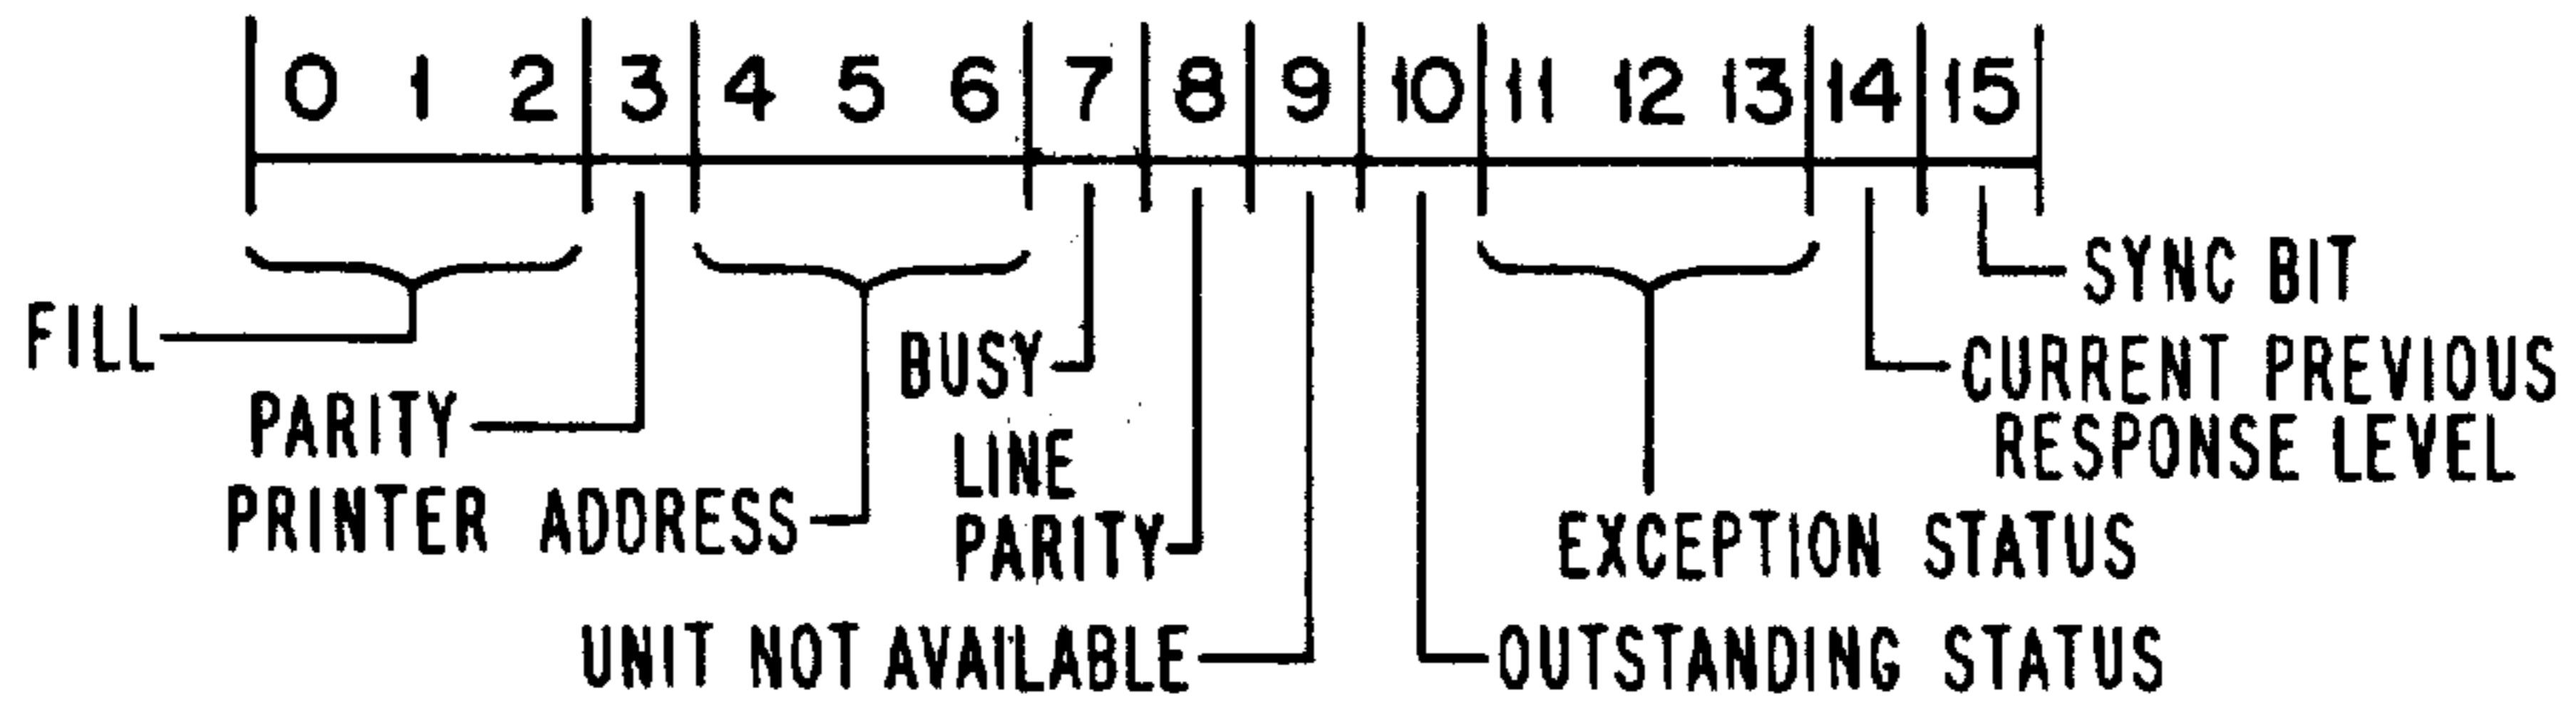 0 1 2 3 4 5 6 7 8 9 10 11 12 13 14 15
SYNC BIT
FILL
BUSY
CURRENT PREVIOUS
RESPONSE LEVEL
PARITY
LINE
PARITY
PRINTER ADDRESS
EXCEPTION STATUS
UNIT NOT AVAILABLE
OUTSTANDING STATUS